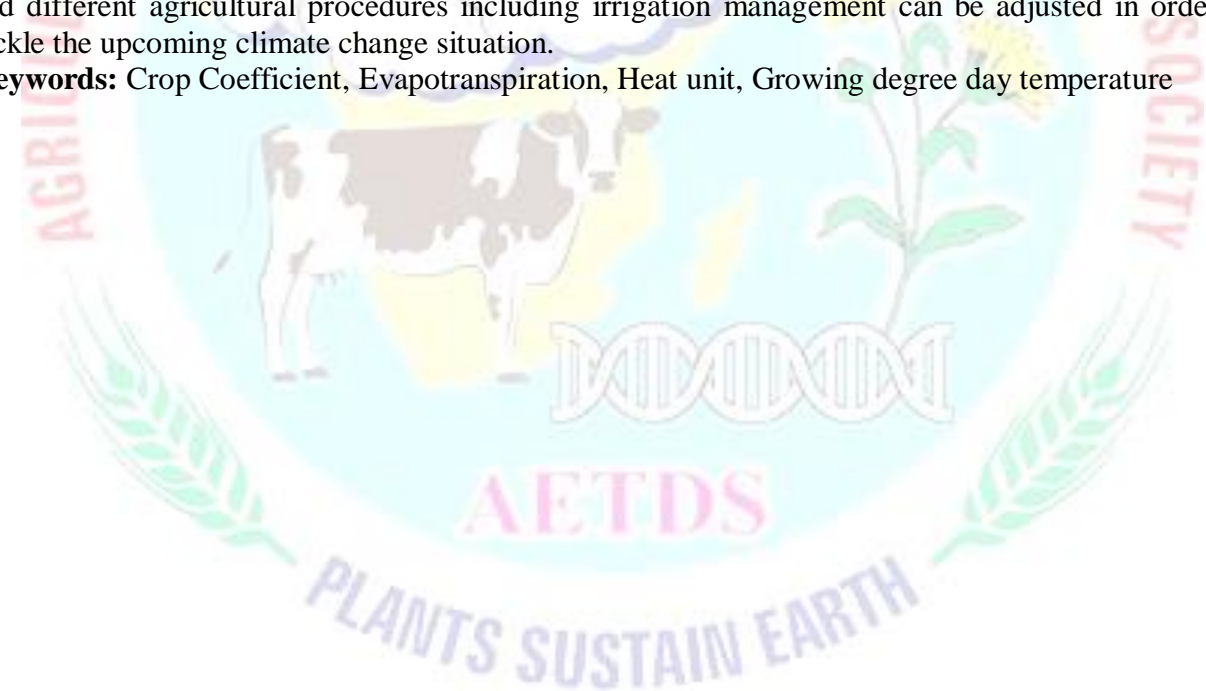 d different agricultural procedures including irrigation management can be adjusted in orde
ckle the upcoming climate change situation.
eywords: Crop Coefficient, Evapotranspiration, Heat unit, Growing degree day temperature
SOCIETY
AETDS
PLANTS SUSTAIN EARTH